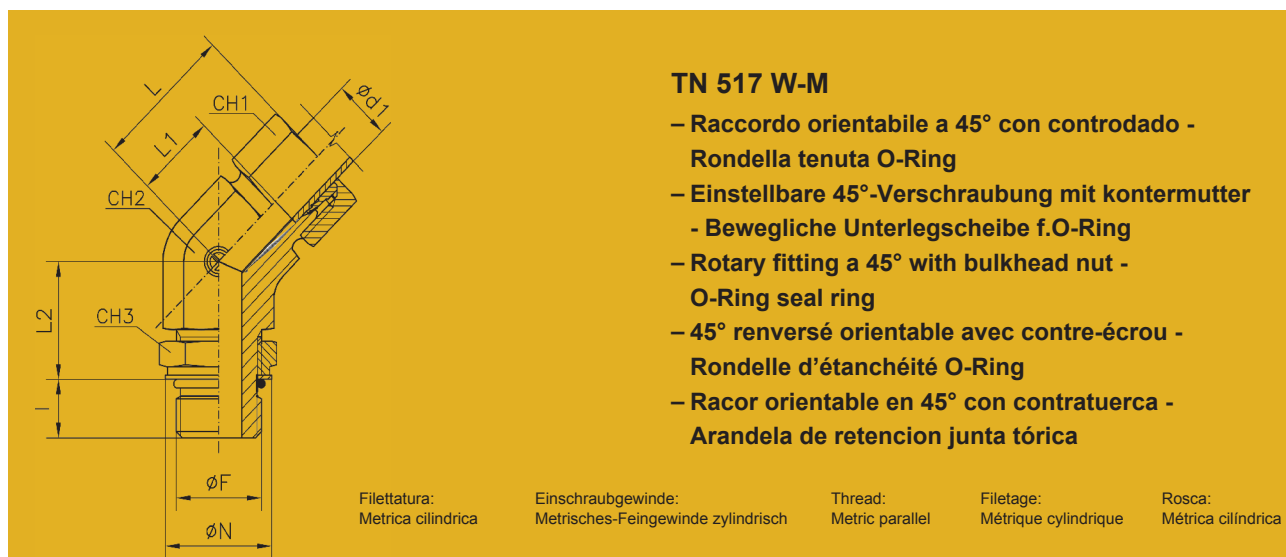 TN 517 W-M
– Raccordo orientabile a 45° con controdado -
Rondella tenuta O-Ring
– Einstellbare 45°-Verschraubung mit kontermutter
- Bewegliche Unterlegscheibe f.O-Ring
– Rotary fitting a 45° with bulkhead nut -
O-Ring seal ring
– 45° renversé orientable avec contre-écrou -
Rondelle d’étanchéité O-Ring
– Racor orientable en 45° con contratuerca -
Arandela de retencion junta tórica
L
CH1
Ød1
L1
CH2
L2
CH3
I
ØF
ØN
Filettatura:
Metrica cilindrica
Einschraubgewinde:
Metrisches-Feingewinde zylindrisch
Thread:
Metric parallel
Filetage:
Métrique cylindrique
Rosca:
Métrica cilíndrica